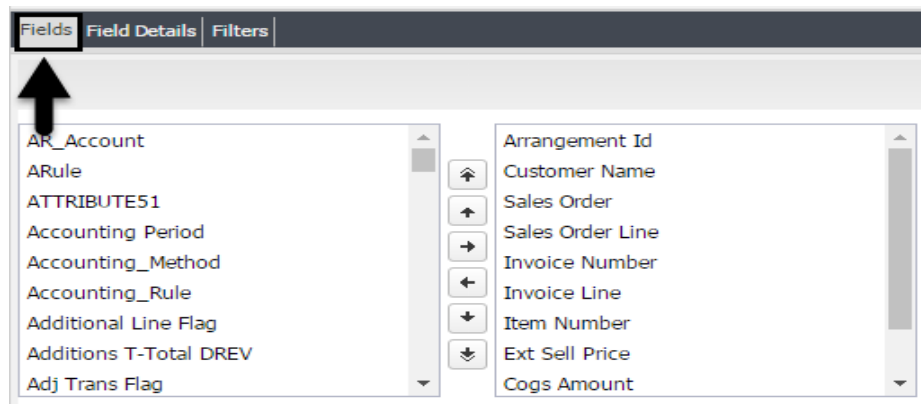 Fields Field Details Filters
AR_Account
ARule
ATTRIBUTE51
Accounting Period
Accounting_Method
Accounting_Rule
Additional Line Flag
Additions T-Total DREV
Adj Trans Flag
Arrangement Id
Customer Name
Sales Order
Sales Order Line
Invoice Number
Invoice Line
Item Number
Ext Sell Price
Cogs Amount